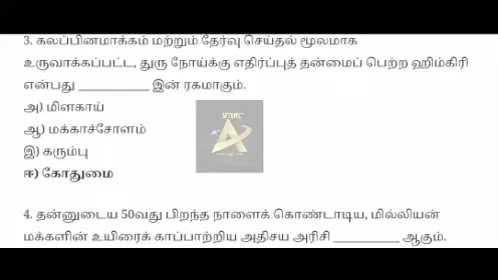 3. கலப்பினமாக்கம் மற்றும் தேர்வு செய்தல் மூலமாக
உருவாக்கப்பட்ட, துரு நோய்க்கு எதிர்ப்புத் தன்மைப் பெற்ற ஹிம்கிரி
என்பது ___________ இன் ரகமாகும்.
அ) மிளகாய்
ஆ) மக்காச்சோளம்
இ) கரும்பு
ஈ) கோதுமை
4. தன்னுடைய 50வது பிறந்த நாளைக் கொண்டாடிய, மில்லியன்
மக்களின் உயிரைக் காப்பாற்றிய அதிசய அரிசி __________ ஆகும்.